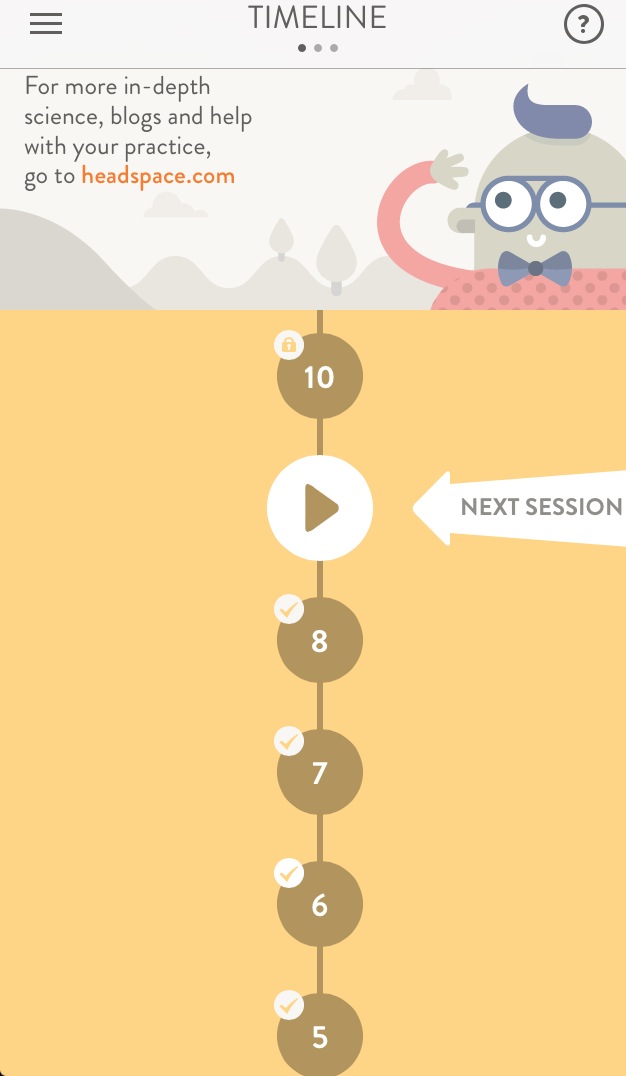 TIMELINE
?
For more in-depth
science, blogs and help
with your practice,
go to headspace.com
10
NEXT SESSION
8
7
6
5